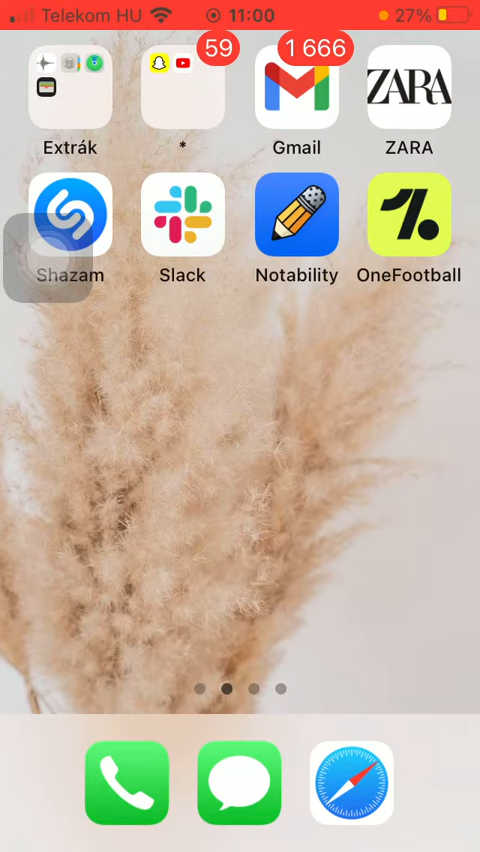 Telekom HU 11:00 27%
59 1 666
ZARA
Extrák * Gmail ZARA
Shazam Slack Notability OneFootball